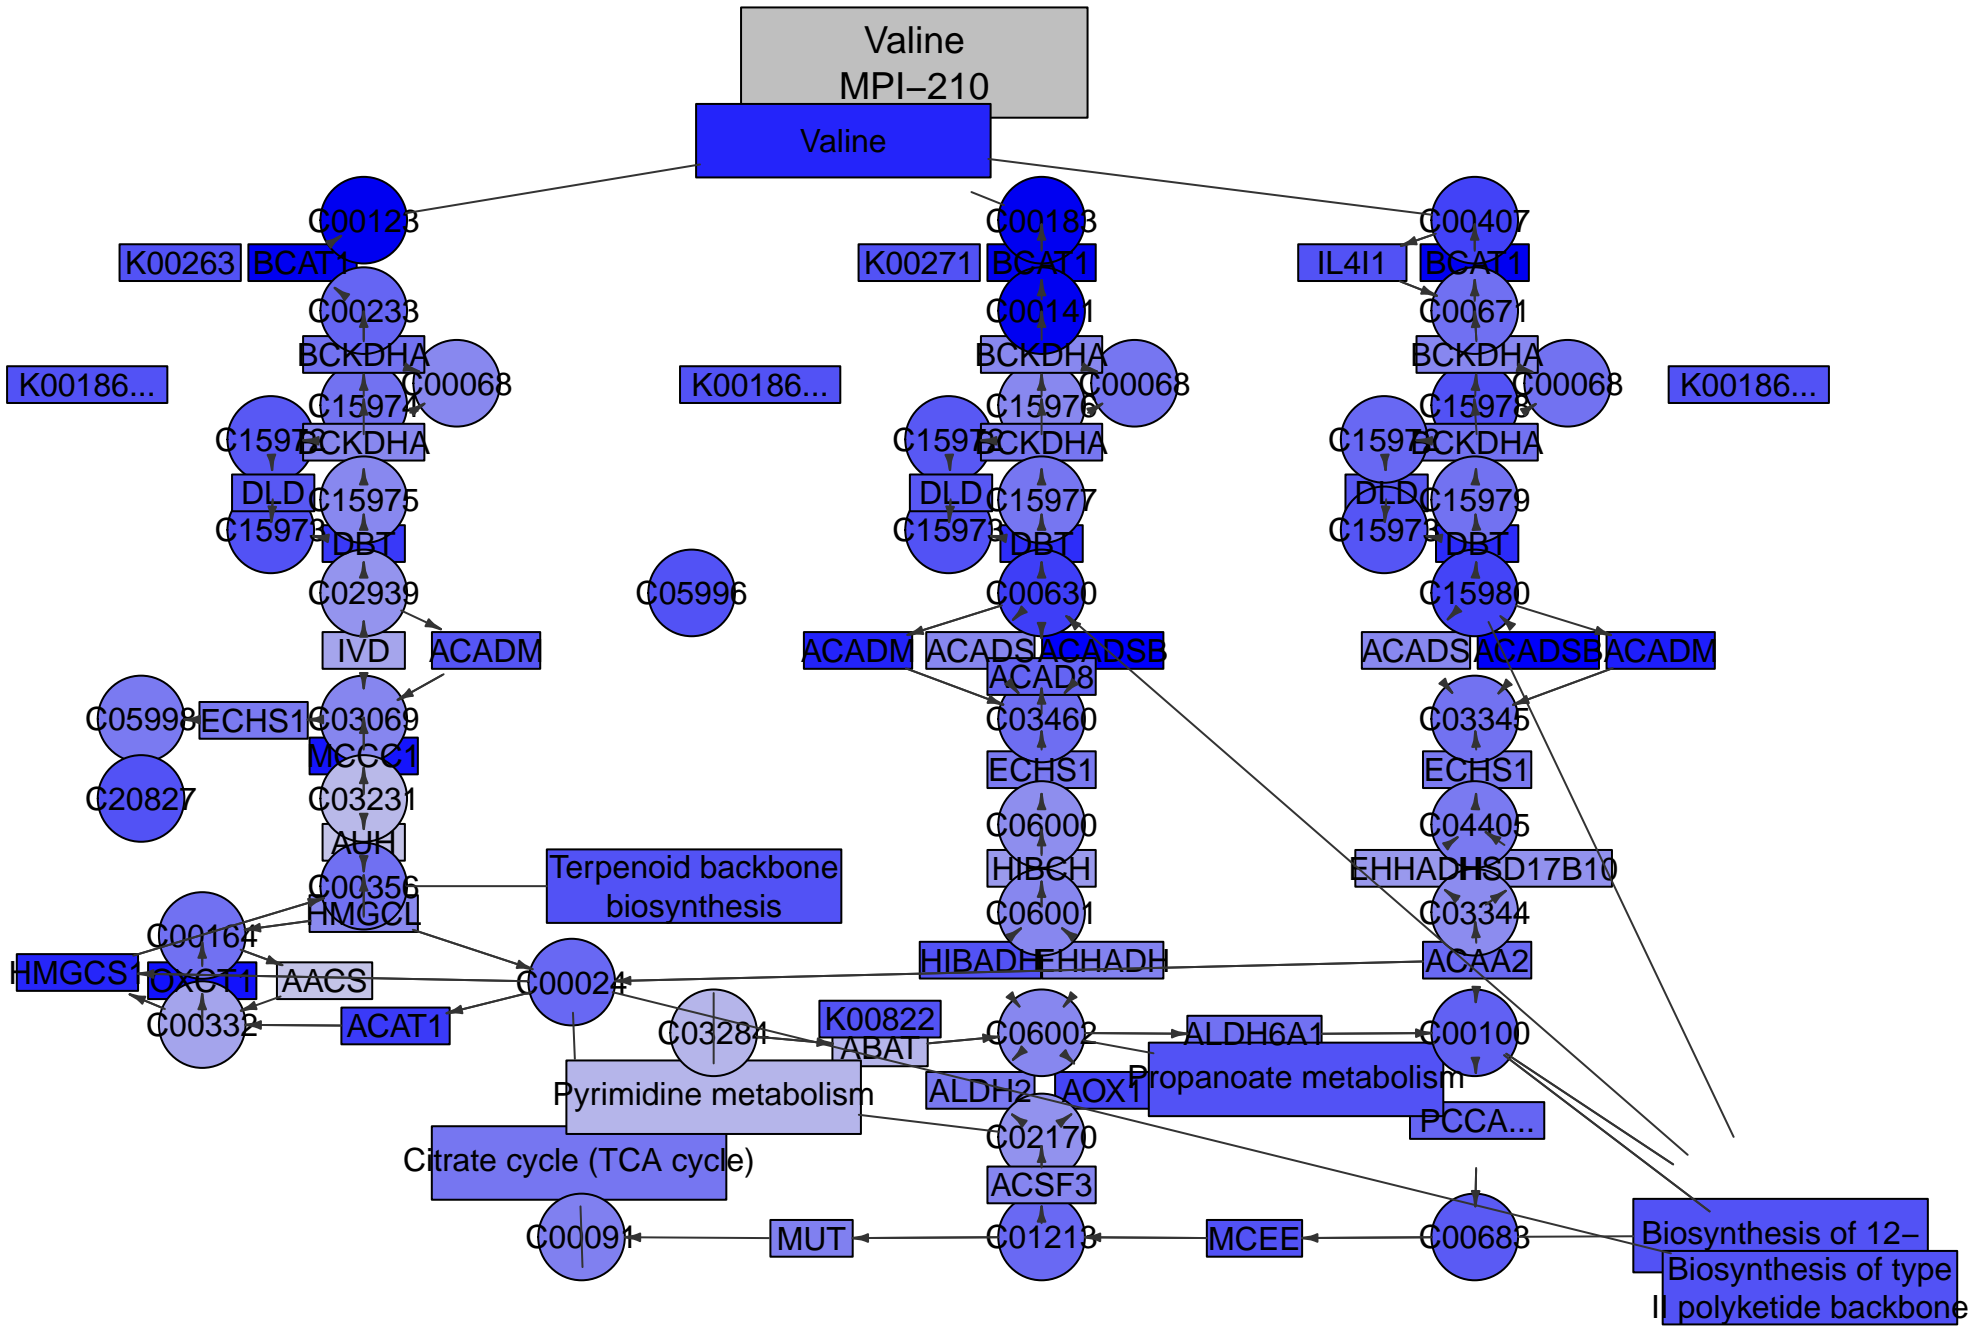 Valine
MPI−210
Valine
C00123
C00183
C00407
K00263
BCAT1
K00271
BCAT1
IL4I1
BCAT1
C00233
C00141
C00671
BCKDHA
BCKDHA
BCKDHA
K00186...
C00068
K00186...
C00068
C00068
K00186...
C15974
C15976
C15978
C15972
BCKDHA
C15972
BCKDHA
C15972
BCKDHA
DLD
C15975
DLD
C15977
DLD
C15979
C15973
DBT
C15973
DBT
C15973
DBT
C02939
C05996
C00630
C15980
IVD
ACADM
ACADM
ACADS
ACADSB
ACADS
ACADSB
ACADM
ACAD8
C05998
ECHS1
C03069
C03460
C03345
MCCC1
ECHS1
ECHS1
C20827
C03231
C06000
C04405
AUH
Terpenoid backbone
biosynthesis
HIBCH
EHHADH
HSD17B10
C00356
HMGCL
C06001
C03344
C00164
HMGCS1
OXCT1
AACS
C00024
HIBADH
EHHADH
ACAA2
C00332
ACAT1
C03284
K00822
ABAT
C06002
ALDH6A1
C00100
Pyrimidine metabolism
ALDH2
AOX1
Propanoate metabolism
PCCA...
C02170
Citrate cycle (TCA cycle)
ACSF3
C00091
MUT
C01213
MCEE
C00683
Biosynthesis of 12−
Biosynthesis of type
II polyketide backbone